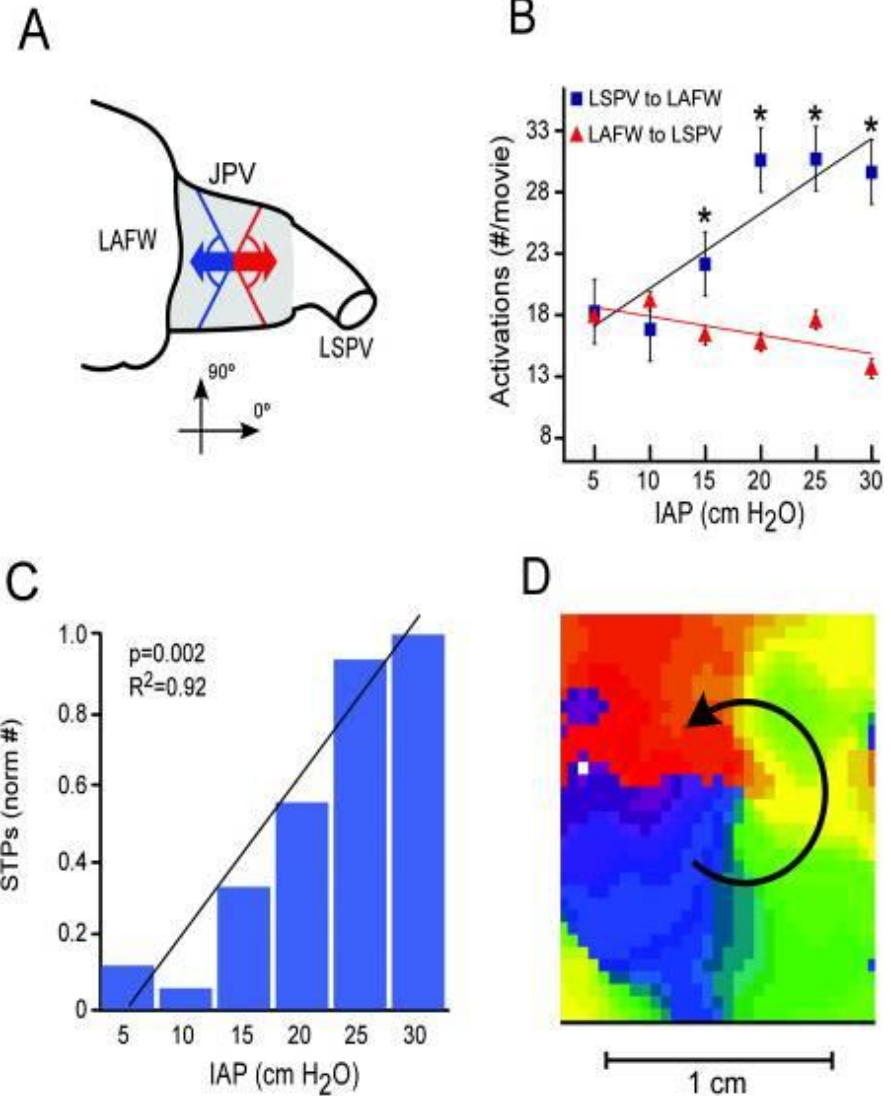 A
JPV
LAFW
LSPV
90º
0º
B
LSPV to LAFW
LAFW to LSPV
* * * *
Activations (#/movie)
33
28
23
18
13
8
5 10 15 20 25 30
IAP (cm H2O)
C
p=0.002
R2=0.92
STPs (norm #)
1.0
0.8
0.6
0.4
0.2
0
5 10 15 20 25 30
IAP (cm H2O)
D
1 cm